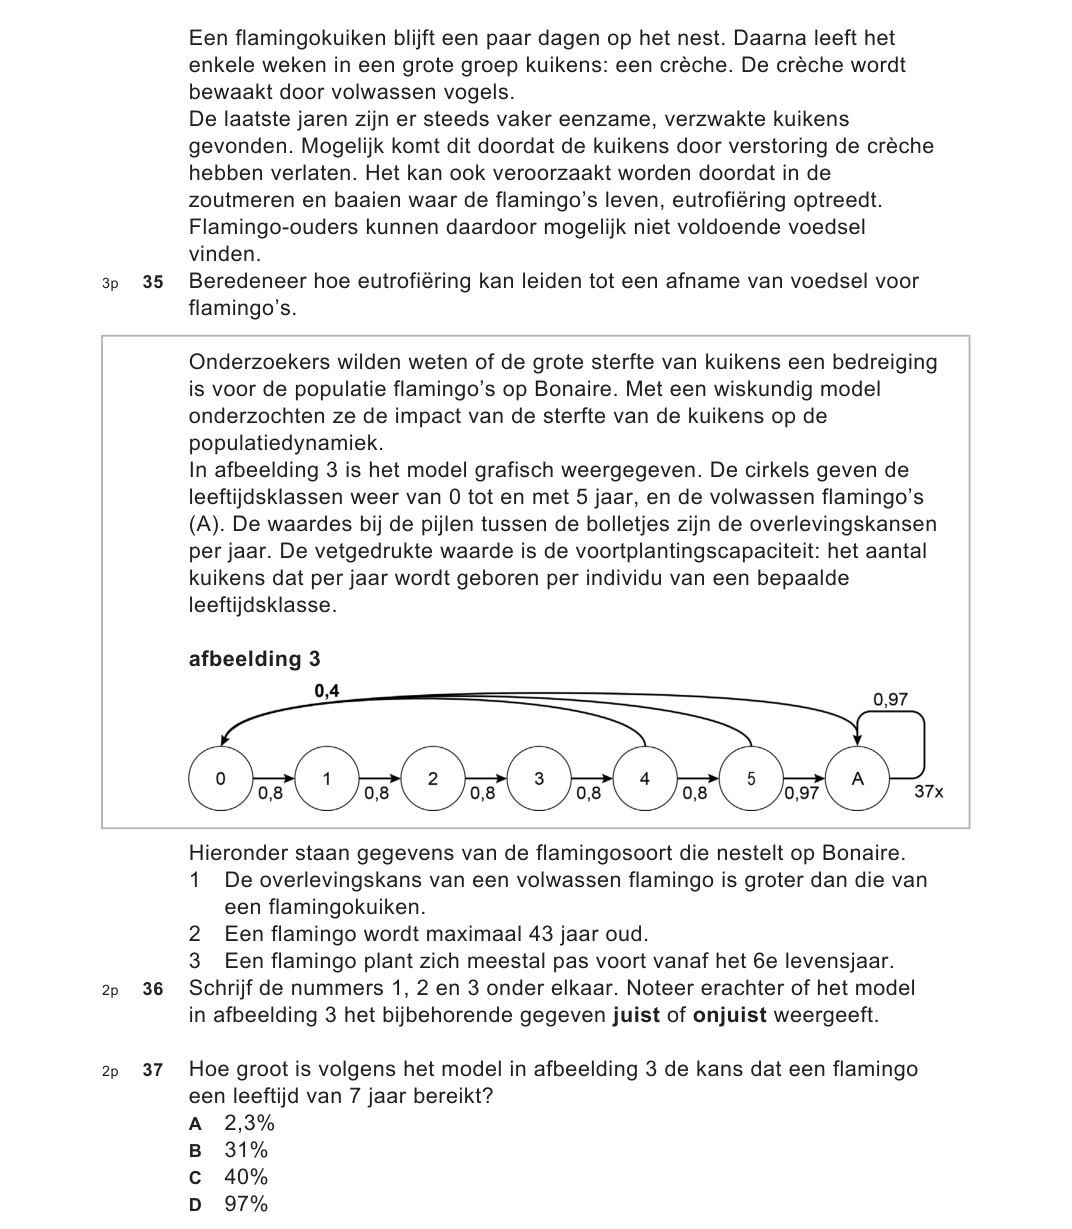 Een flamingokuiken blijft een paar dagen op het nest. Daarna leeft het
enkele weken in een grote groep kuikens: een crèche. De crèche wordt
bewaakt door volwassen vogels.
De laatste jaren zijn er steeds vaker eenzame, verzwakte kuikens
gevonden. Mogelijk komt dit doordat de kuikens door verstoring de crèche
hebben verlaten. Het kan ook veroorzaakt worden doordat in de
zoutmeren en baaien waar de flamingo’s leven, eutrofiëring optreedt.
Flamingo-ouders kunnen daardoor mogelijk niet voldoende voedsel
vinden.
3p 35 Beredeneer hoe eutrofiëring kan leiden tot een afname van voedsel voor
flamingo’s.
Onderzoekers wilden weten of de grote sterfte van kuikens een bedreiging
is voor de populatie flamingo’s op Bonaire. Met een wiskundig model
onderzochten ze de impact van de sterfte van de kuikens op de
populatiedynamiek.
In afbeelding 3 is het model grafisch weergegeven. De cirkels geven de
leeftijdsklassen weer van 0 tot en met 5 jaar, en de volwassen flamingo’s
(A). De waardes bij de pijlen tussen de bolletjes zijn de overlevingskansen
per jaar. De vetgedrukte waarde is de voortplantingscapaciteit: het aantal
kuikens dat per jaar wordt geboren per individu van een bepaalde
leeftijdsklasse.
afbeelding 3
0,4
0,97
0 1 2 3 4 5 A
0,8 0,8 0,8 0,8 0,8 0,97 37x
Hieronder staan gegevens van de flamingosoort die nestelt op Bonaire.
1 De overlevingskans van een volwassen flamingo is groter dan die van
een flamingokuiken.
2 Een flamingo wordt maximaal 43 jaar oud.
3 Een flamingo plant zich meestal pas voort vanaf het 6e levensjaar.
2p 36 Schrijf de nummers 1, 2 en 3 onder elkaar. Noteer erachter of het model
in afbeelding 3 het bijbehorende gegeven juist of onjuist weergeeft.
2p 37 Hoe groot is volgens het model in afbeelding 3 de kans dat een flamingo
een leeftijd van 7 jaar bereikt?
A 2,3%
B 31%
C 40%
D 97%